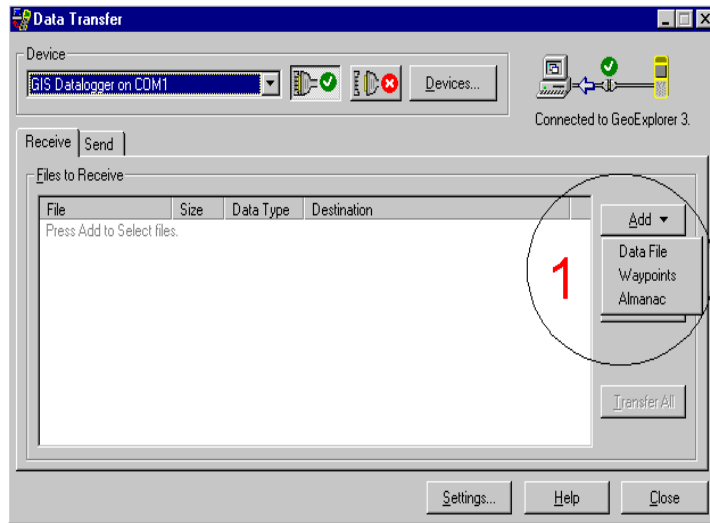 Data Transfer
Device
GIS Datalogger on COM1
Devices...
Connected to GeoExplorer 3.
Receive
Send
Files to Receive
File Size Data Type Destination
Press Add to Select files.
Add
1
Data File
Waypoints
Almanac
Transfer All
Settings...
Help
Close